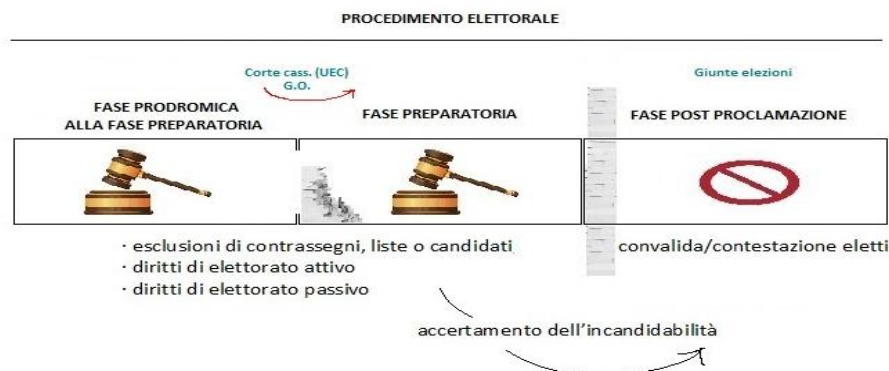 PROCEDIMENTO ELETTORALE
Corte cass. (UEC)
G.O.
Giunte elezioni
FASE PRODROMICA
ALLA FASE PREPARATORIA
FASE PREPARATORIA
FASE POST PROCLAMAZIONE
· esclusioni di contrassegni, liste o candidati
· diritti di elettorato attivo
· diritti di elettorato passivo
convalida/contestazione eletti
accertamento dell'incandidabilità